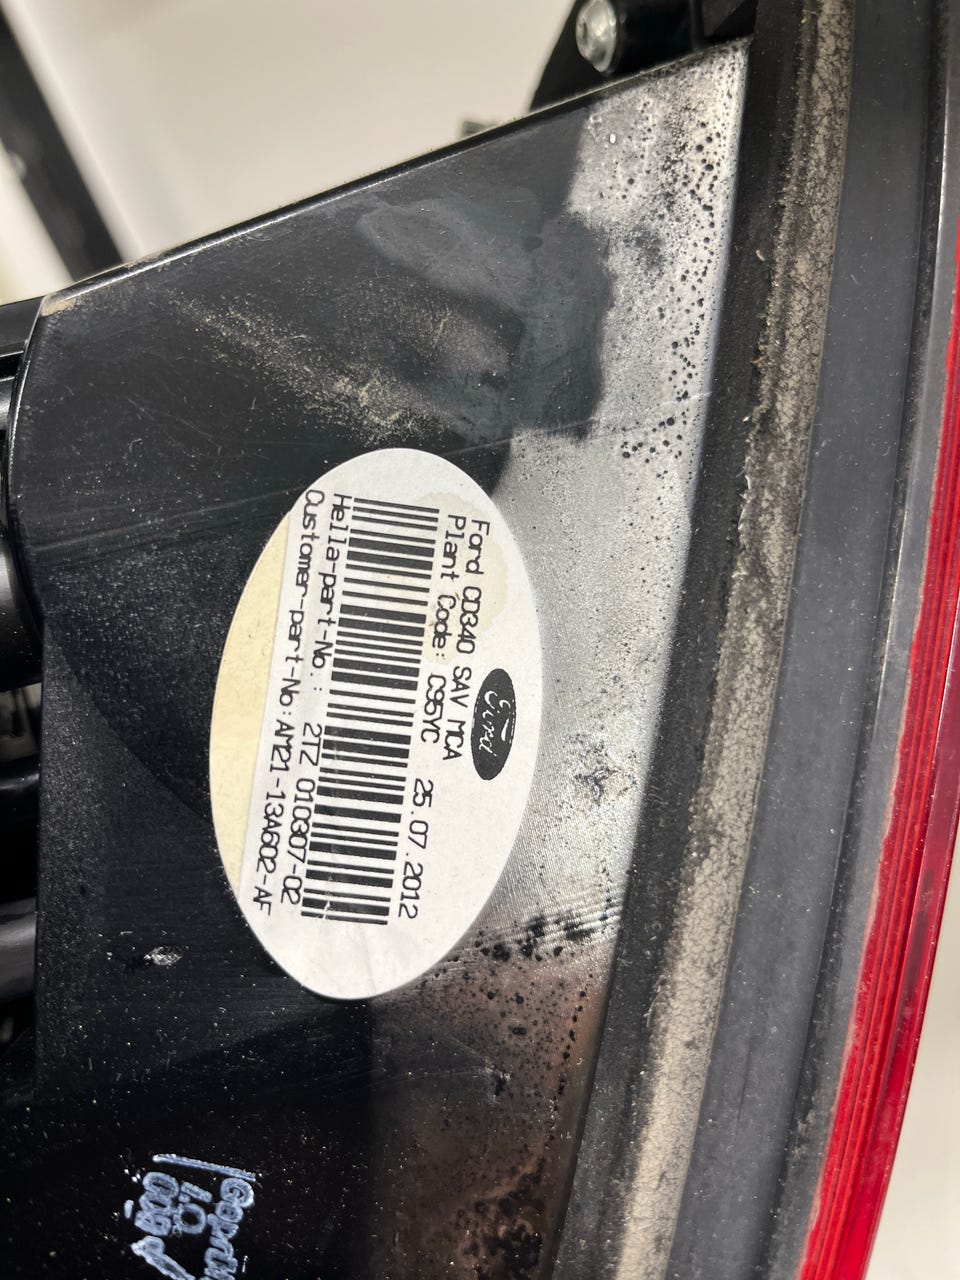 Ford
Ford CD340 SAV MCA
Plant Code: CS5YC 25.07.2012
Hella-part-No.: 2TZ 010307-02
Customer-part-No: AM21-13A602-AF